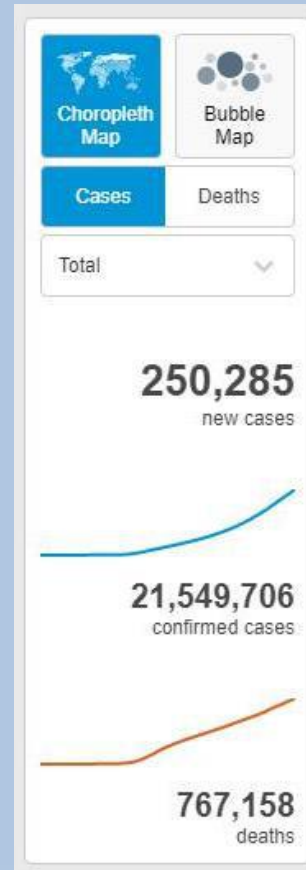 Choropleth
Map
Bubble
Map
Cases
Deaths
Total
250,285
new cases
21,549,706
confirmed cases
767,158
deaths